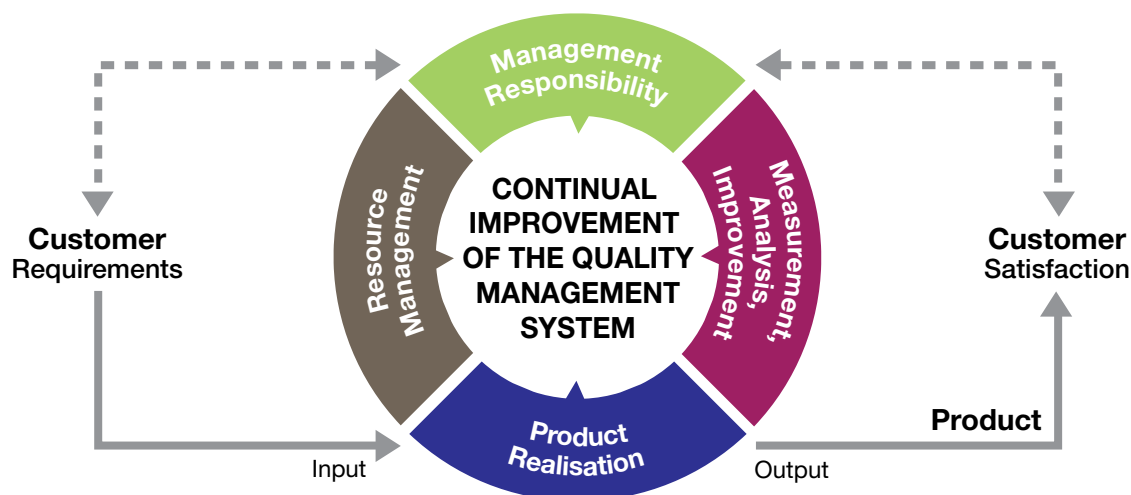 Management
Responsibility
Resource
Management
CONTINUAL
IMPROVEMENT
OF THE QUALITY
MANAGEMENT
SYSTEM
Measurement,
Analysis,
Improvement
Customer
Requirements
Customer
Satisfaction
Product
Product
Realisation
Input
Output